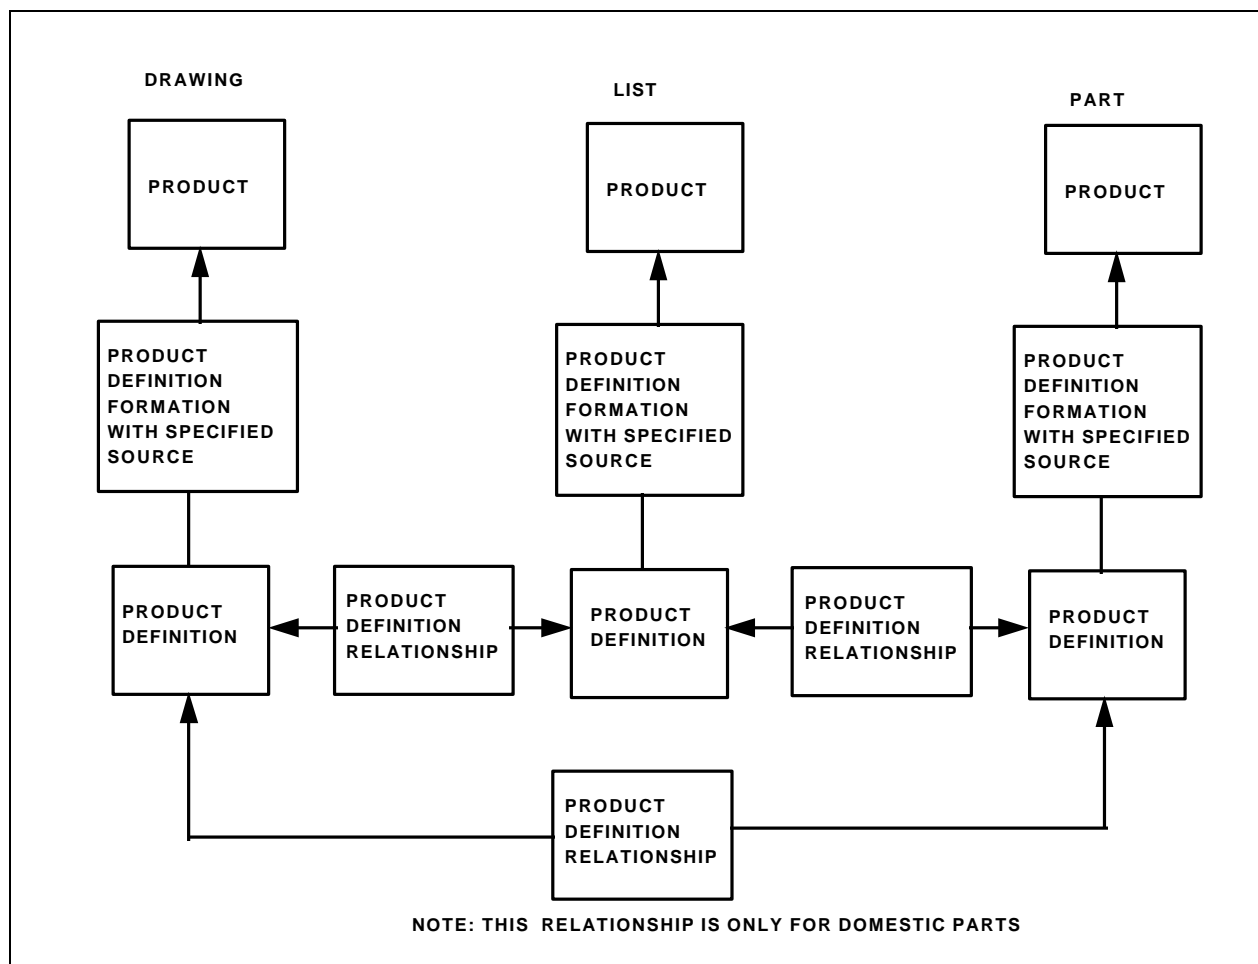 DRAWING
LIST
PART
PRODUCT
PRODUCT
PRODUCT
PRODUCT
DEFINITION
FORMATION
WITH SPECIFIED
SOURCE
PRODUCT
DEFINITION
FORMATION
WITH SPECIFIED
SOURCE
PRODUCT
DEFINITION
FORMATION
WITH SPECIFIED
SOURCE
PRODUCT
DEFINITION
PRODUCT
DEFINITION
RELATIONSHIP
PRODUCT
DEFINITION
PRODUCT
DEFINITION
RELATIONSHIP
PRODUCT
DEFINITION
PRODUCT
DEFINITION
RELATIONSHIP
NOTE: THIS RELATIONSHIP IS ONLY FOR DOMESTIC PARTS